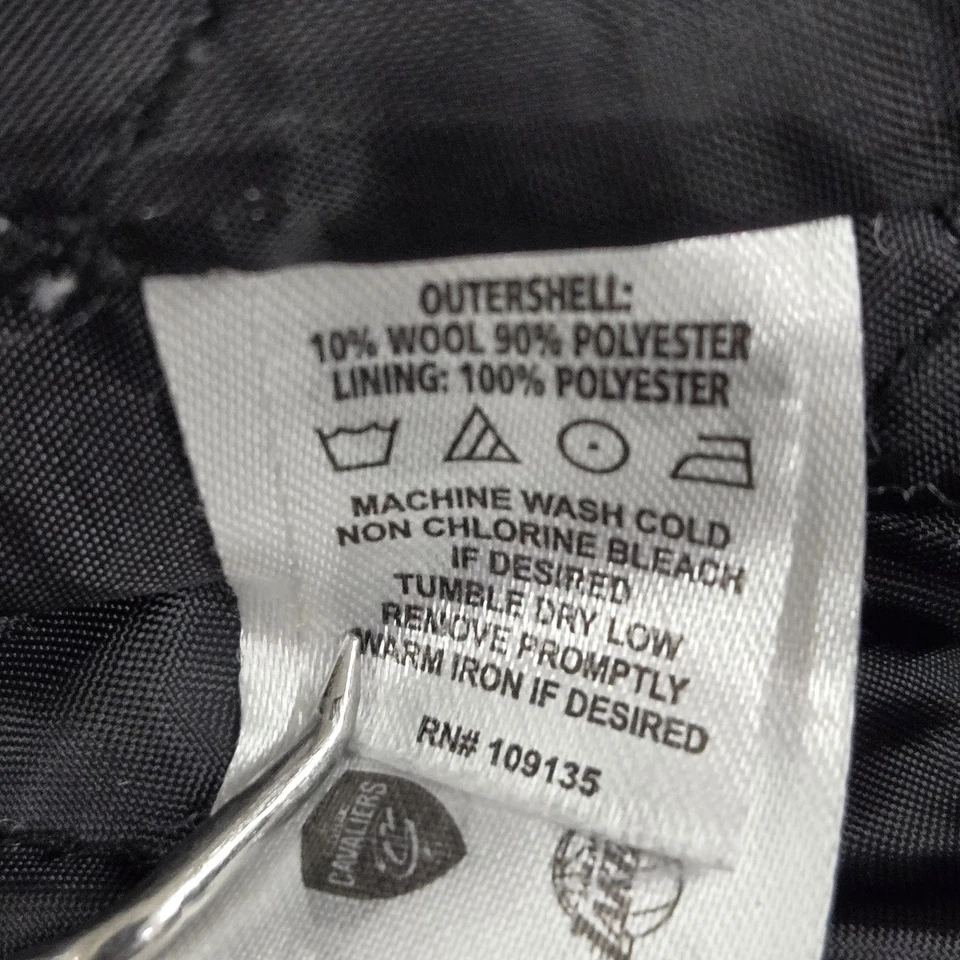 OUTERSHELL:
10% WOOL 90% POLYESTER
LINING: 100% POLYESTER
MACHINE WASH COLD
NON CHLORINE BLEACH
IF DESIRED
TUMBLE DRY LOW
REMOVE PROMPTLY
WARM IRON IF DESIRED
RN# 109135
CAVALIERS
C